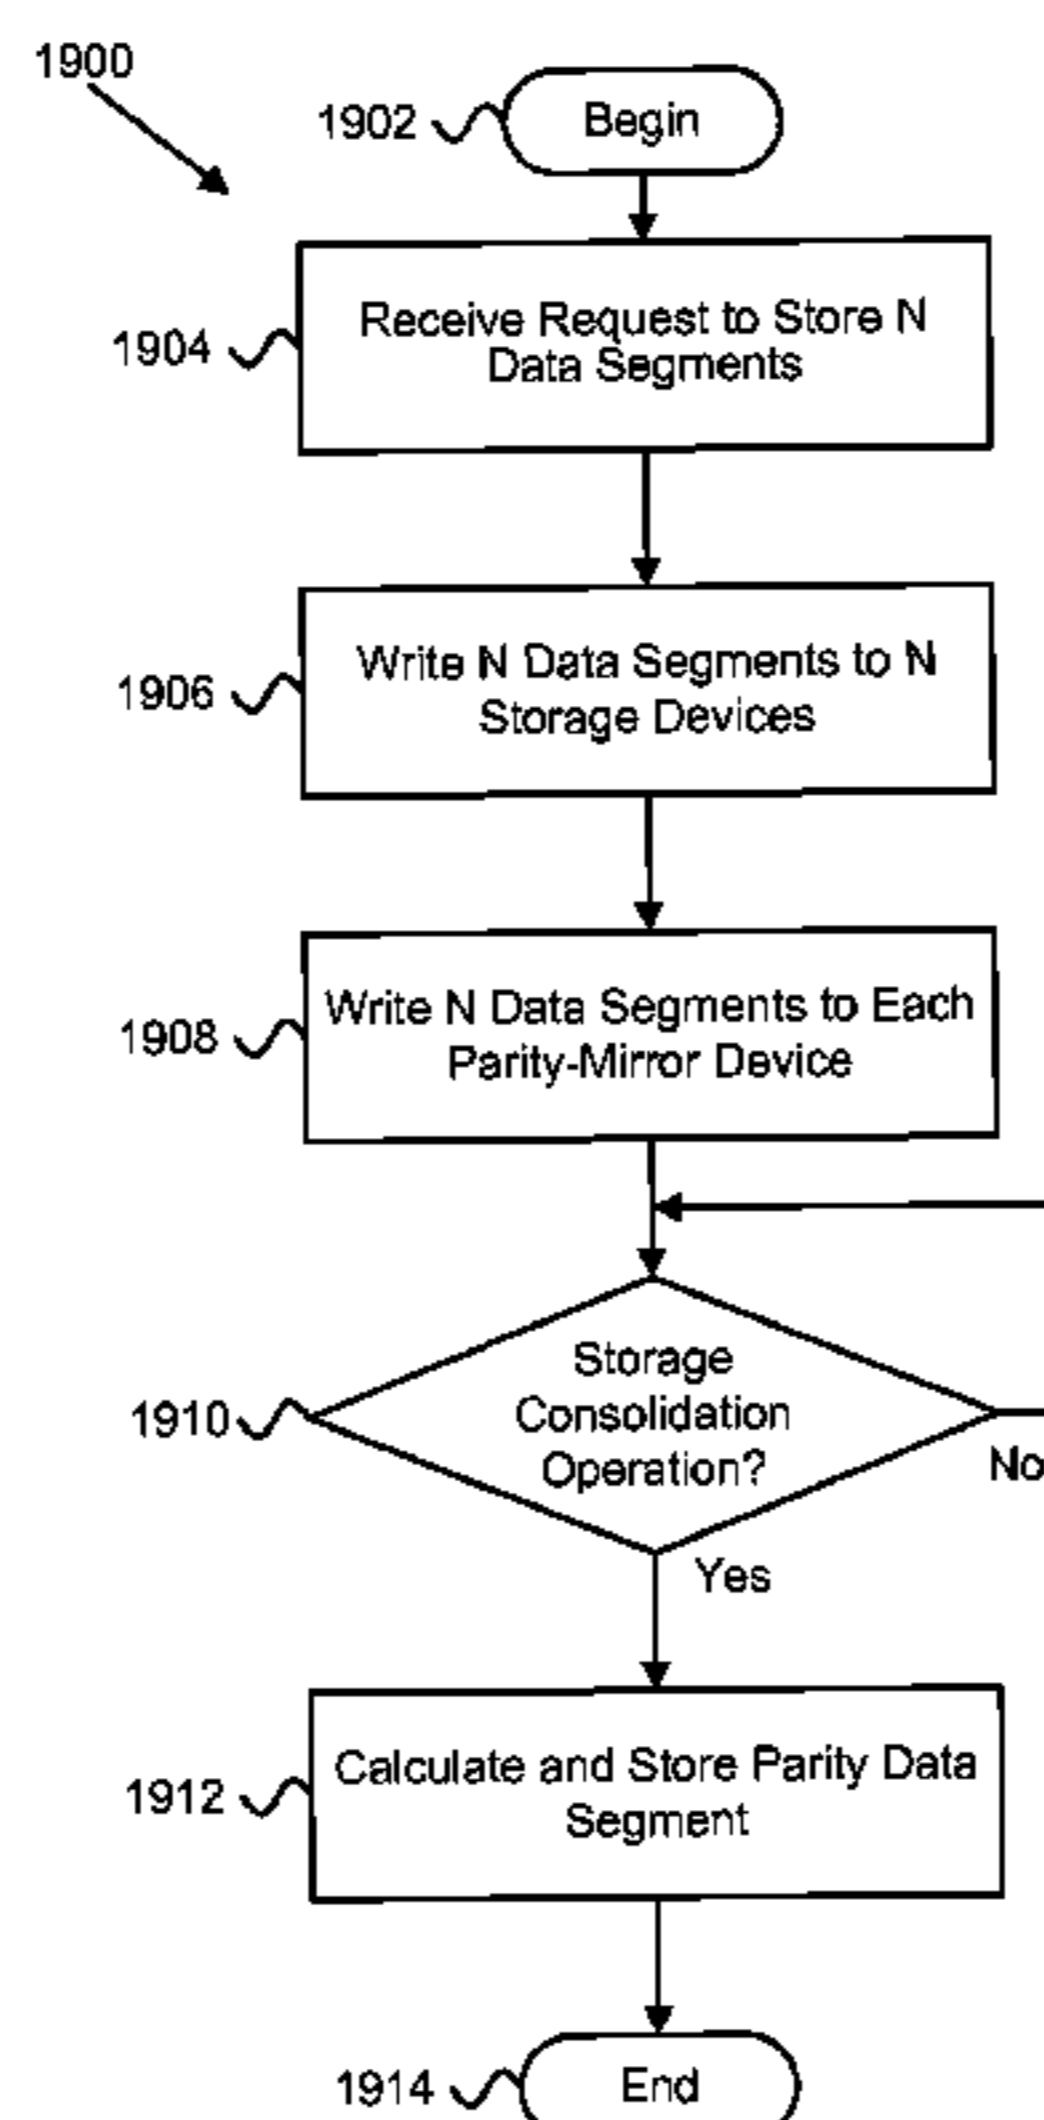 1900
1902
Begin
1904
Receive Request to Store N
Data Segments
1906
Write N Data Segments to N
Storage Devices
1908
Write N Data Segments to Each
Parity-Mirror Device
1910
Storage
Consolidation
Operation?
No
Yes
1912
Calculate and Store Parity Data
Segment
1914
End